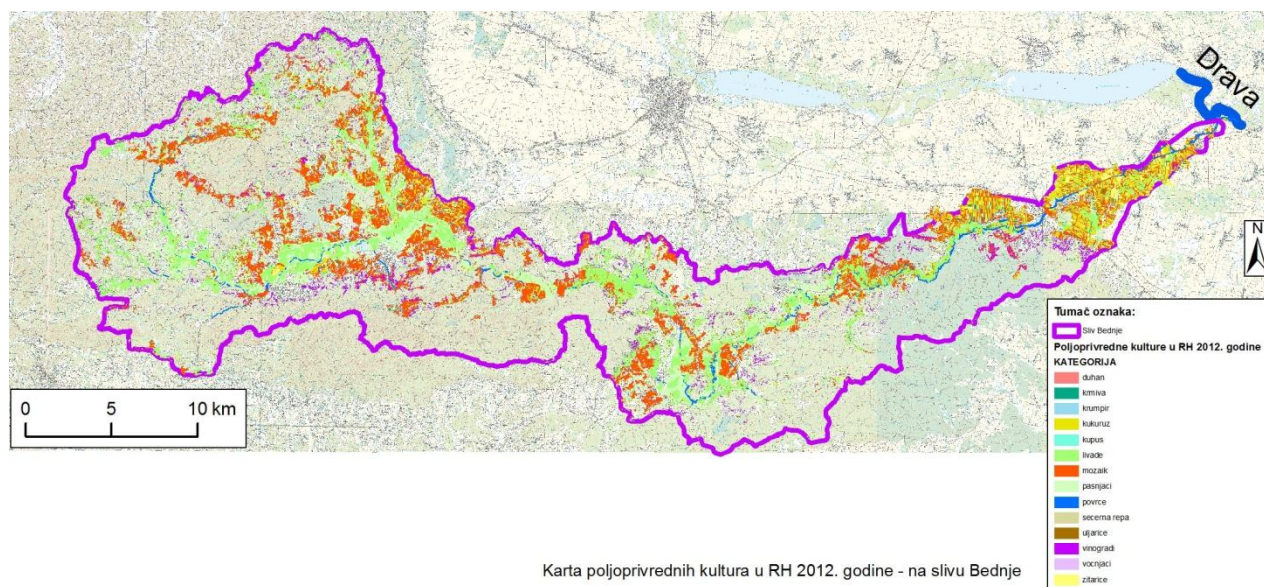 Drava
N
0 5 10 km
Tumač oznaka:
Sliv Bednje
Poljoprivredne kulture u RH 2012. godine
KATEGORIJA
duhan
krmiva
krumpir
kukuruz
kupus
livade
mozaik
pasnjaci
povrce
secerna repa
uljarice
vinogradi
vocnjaci
zitarice
Karta poljoprivrednih kultura u RH 2012. godine - na slivu Bednje